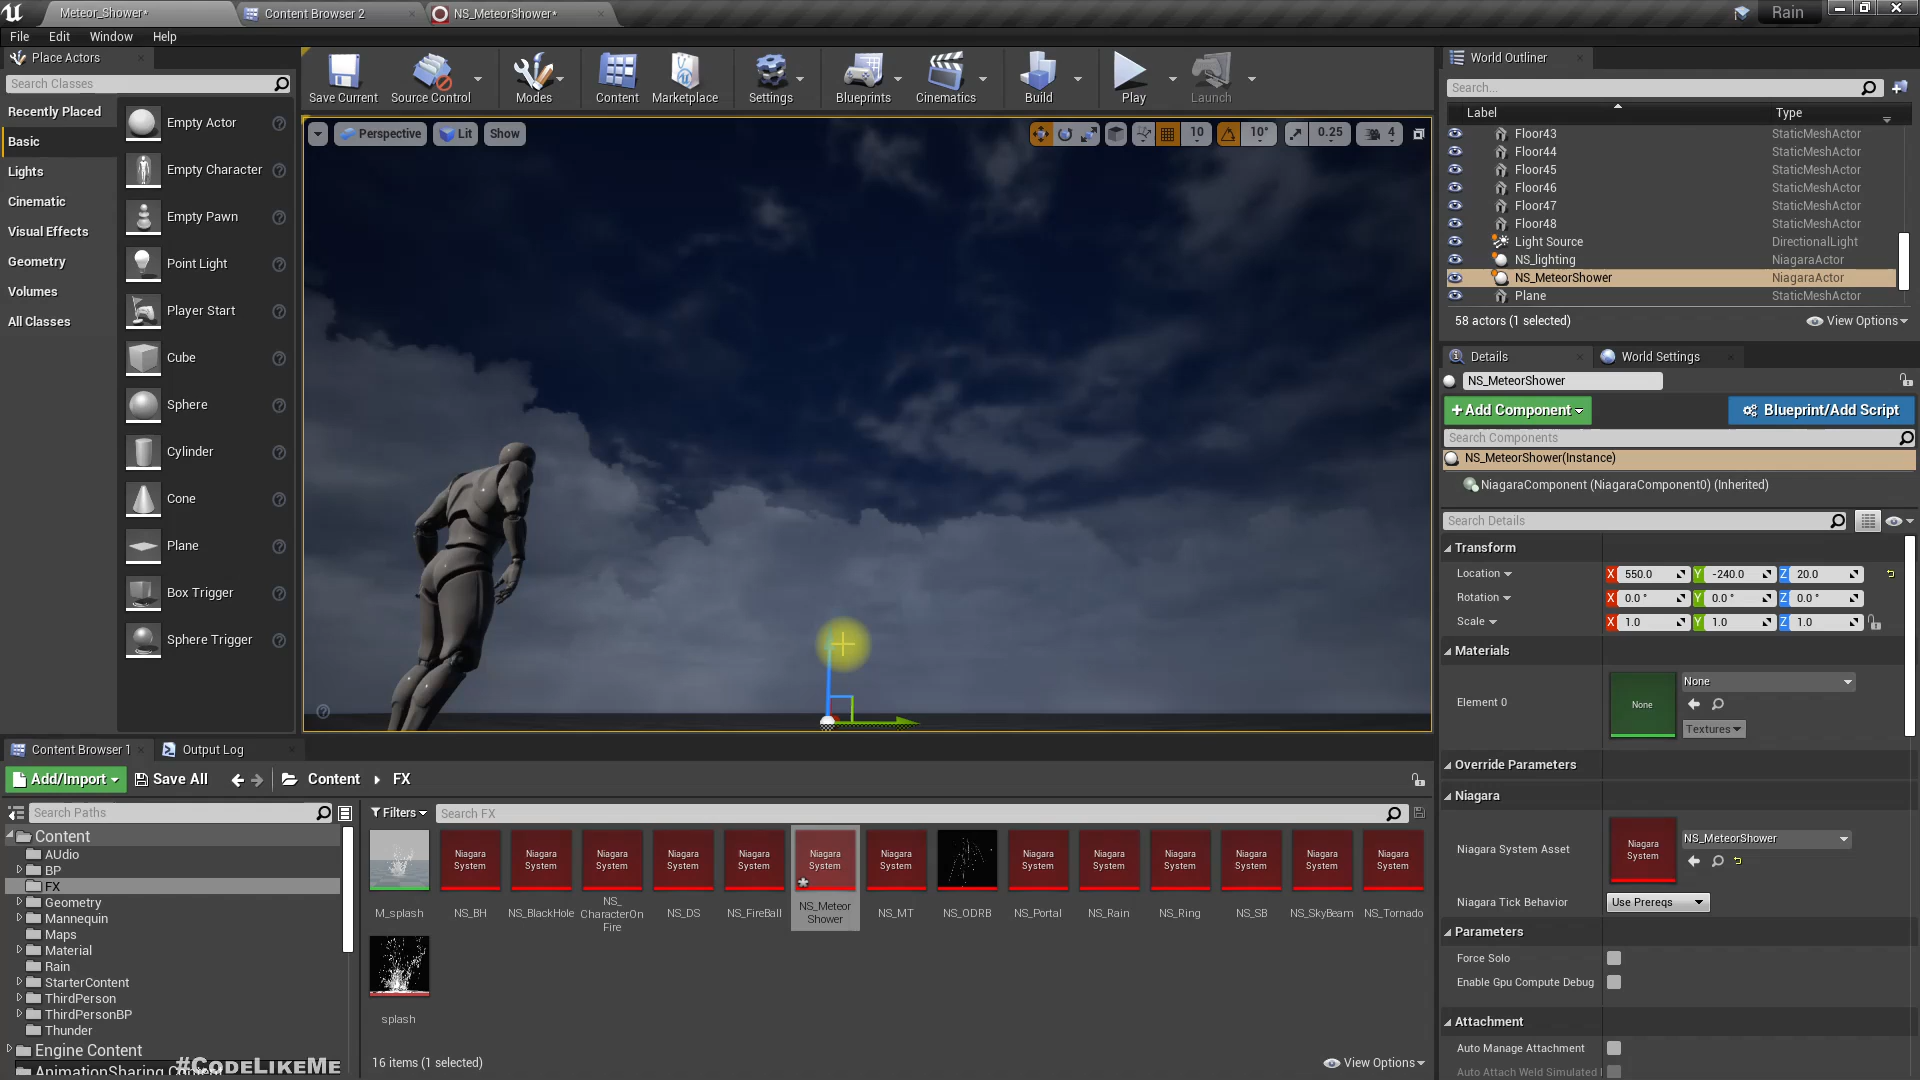 Meteor_Shower*
Content Browser 2
NS_MeteorShower*
Rain
File Edit Window Help
Place Actors
Search Classes
Recently Placed
Basic
Lights
Cinematic
Visual Effects
Geometry
Volumes
All Classes
Empty Actor
Empty Character
Empty Pawn
Point Light
Player Start
Cube
Sphere
Cylinder
Cone
Plane
Box Trigger
Sphere Trigger
Save Current
Source Control
Modes
Content
Marketplace
Settings
Blueprints
Cinematics
Build
Play
Launch
Perspective
Lit
Show
10
10°
0.25
4
World Outliner
Search...
Label
Type
Floor43 StaticMeshActor
Floor44 StaticMeshActor
Floor45 StaticMeshActor
Floor46 StaticMeshActor
Floor47 StaticMeshActor
Floor48 StaticMeshActor
Light Source DirectionalLight
NS_lighting NiagaraActor
NS_MeteorShower NiagaraActor
Plane StaticMeshActor
58 actors (1 selected)
View Options
Details
World Settings
NS_MeteorShower
+Add Component
Blueprint/Add Script
Search Components
NS_MeteorShower(Instance)
NiagaraComponent (NiagaraComponent0) (Inherited)
Search Details
Transform
Location X 550.0 Y -240.0 Z 20.0
Rotation X 0.0 ° Y 0.0 ° Z 0.0 °
Scale X 1.0 Y 1.0 Z 1.0
Materials
Element 0
None
None
Textures
Override Parameters
Niagara
Niagara System Asset
Niagara System
NS_MeteorShower
Niagara Tick Behavior
Use Prereqs
Parameters
Force Solo
Enable Gpu Compute Debug
Attachment
Auto Manage Attachment
Auto Attach Weld Simulated
Content Browser 1
Output Log
Add/Import
Save All
Content
FX
Search Paths
Filters
Search FX
Content
AUdio
BP
FX
Geometry
Mannequin
Maps
Material
Rain
StarterContent
ThirdPerson
ThirdPersonBP
Thunder
Engine Content
AnimationSharing Content
#CodeLikeMe
Niagara System
Niagara System
Niagara System
Niagara System
Niagara System
Niagara System
Niagara System
Niagara System
Niagara System
Niagara System
Niagara System
Niagara System
Niagara System
M_splash
NS_BH
NS_BlackHole
NS_CharacterOn Fire
NS_DS
NS_FireBall
NS_Meteor Shower
NS_MT
NS_ODRB
NS_Portal
NS_Rain
NS_Ring
NS_SB
NS_SkyBeam
NS_Tornado
splash
16 items (1 selected)
View Options